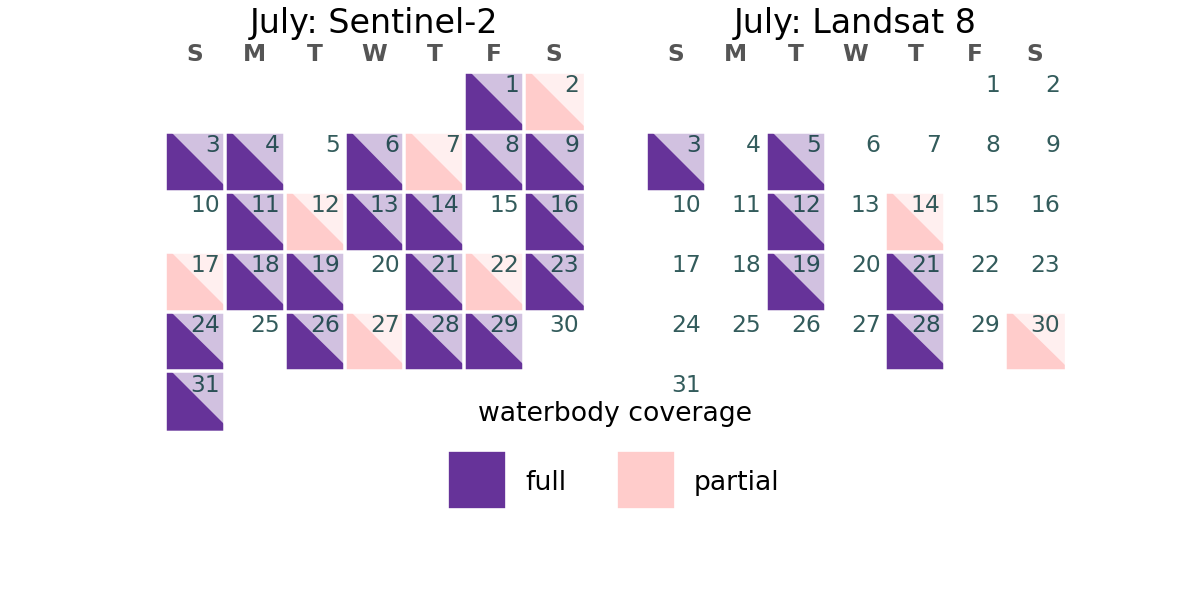 July: Sentinel-2
S M T W T F S
1 2
3 4 5 6 7 8 9
10 11 12 13 14 15 16
17 18 19 20 21 22 23
24 25 26 27 28 29 30
31
July: Landsat 8
S M T W T F S
1 2
3 4 5 6 7 8 9
10 11 12 13 14 15 16
17 18 19 20 21 22 23
24 25 26 27 28 29 30
31
waterbody coverage
full partial